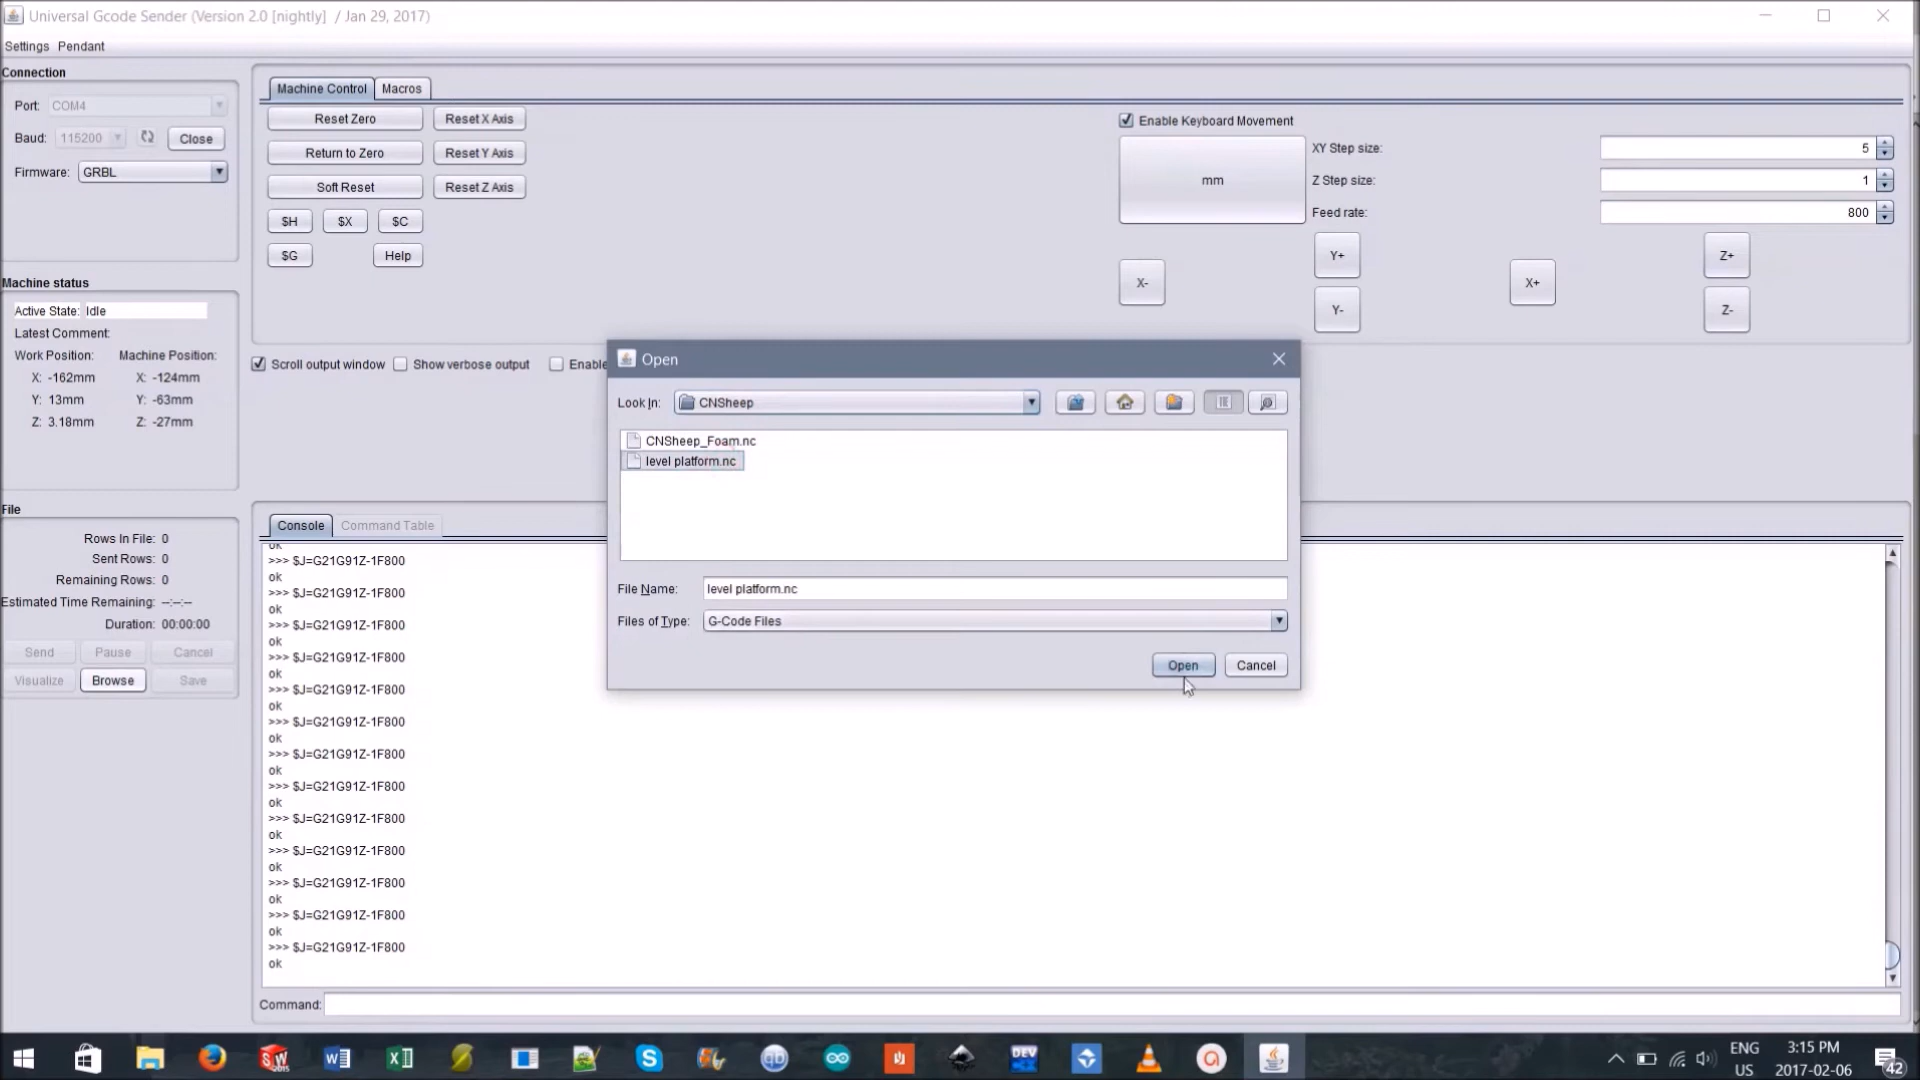 Universal Gcode Sender (Version 2.0 [nightly]  / Jan 29, 2017)
Settings Pendant
Connection
Port: COM4
Baud: 115200 Close
Firmware: GRBL
Machine Control Macros
Reset Zero Reset X Axis
Return to Zero Reset Y Axis
Soft Reset Reset Z Axis
$H $X $C
$G Help
Enable Keyboard Movement
mm
XY Step size: 5
Z Step size: 1
Feed rate: 800
Y+ Z+
X- X+
Y- Z-
Machine status
Active State: Idle
Latest Comment:
Work Position: Machine Position:
X: -162mm X: -124mm
Y: 13mm Y: -63mm
Z: 3.18mm Z: -27mm
Scroll output window Show verbose output Enable
Open
Look In: CNSheep
CNSheep_Foam.nc
level platform.nc
File Name: level platform.nc
Files of Type: G-Code Files
Open Cancel
File
Rows In File: 0
Sent Rows: 0
Remaining Rows: 0
Estimated Time Remaining: --:--:--
Duration: 00:00:00
Send Pause Cancel
Visualize Browse Save
Console Command Table
ok
>>> $J=G21G91Z-1F800
ok
>>> $J=G21G91Z-1F800
ok
>>> $J=G21G91Z-1F800
ok
>>> $J=G21G91Z-1F800
ok
>>> $J=G21G91Z-1F800
ok
>>> $J=G21G91Z-1F800
ok
>>> $J=G21G91Z-1F800
ok
>>> $J=G21G91Z-1F800
ok
>>> $J=G21G91Z-1F800
ok
>>> $J=G21G91Z-1F800
ok
>>> $J=G21G91Z-1F800
ok
>>> $J=G21G91Z-1F800
ok
>>> $J=G21G91Z-1F800
ok
Command:
SW
2015
DEV
ENG
US
3:15 PM
2017-02-06
42